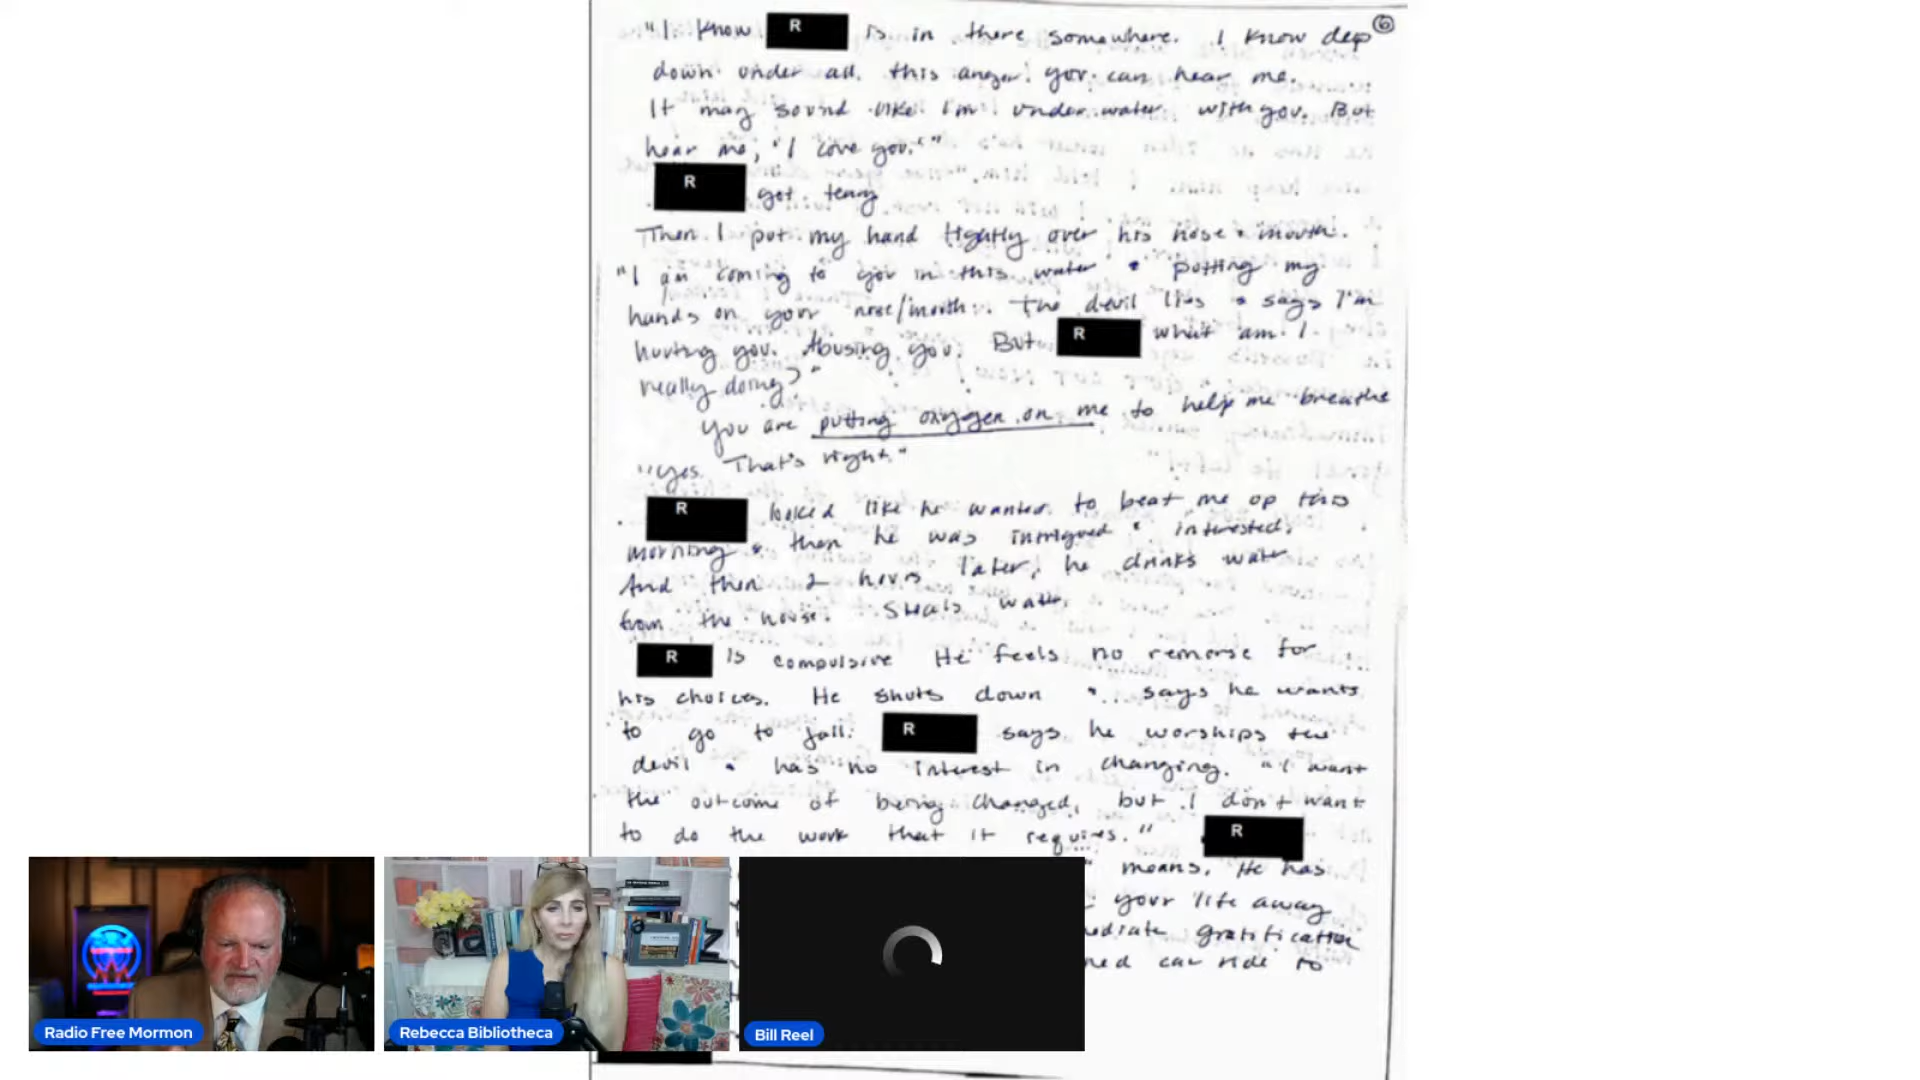 6
"I know R is in there somewhere. I know dep
down under all this anger you can hear me.
It may sound like I'm under water with you. But
hear me, 'I love you.'"
R got teary
Then I put my hand tightly over his nose & mouth.
"I am coming to you in this water & putting my
hands on your nose/mouth. The devil lies & says I'm
hurting you. Abusing you. But R what am I
really doing?"
You are putting oxygen on me to help me breathe
"Yes. That's right."
R looked like he wanted to beat me up this
morning & then he was intrigued & interested.
And then 2 hours later, he drinks water
from the house. Steals water.
R is compulsive He feels no remorse for
his choices. He shuts down & says he wants
to go to jail. R says he worships the
devil & has no interest in changing. "I want
the outcome of being changed, but I don't want
to do the work that it requires." R
" means. He has
your life away
ediate gratification
ned car ride to
Radio Free Mormon
Rebecca Bibliotheca
Bill Reel